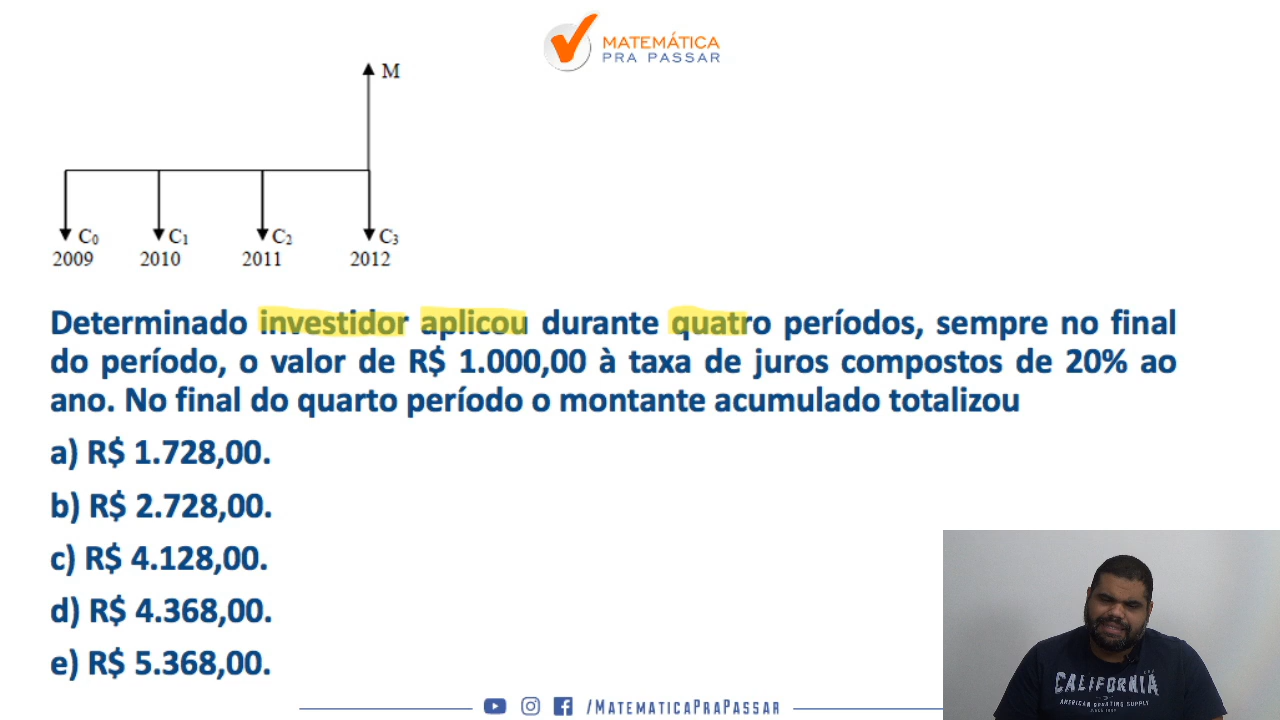 MATEMÁTICA
PRA PASSAR
M
C0 C1 C2 C3
2009 2010 2011 2012
Determinado investidor aplicou durante quatro períodos, sempre no final
do período, o valor de R$ 1.000,00 à taxa de juros compostos de 20% ao
ano. No final do quarto período o montante acumulado totalizou
a) R$ 1.728,00.
b) R$ 2.728,00.
c) R$ 4.128,00.
d) R$ 4.368,00.
e) R$ 5.368,00.
CALIFORNIA
/MATEMATICAPRAPASSAR